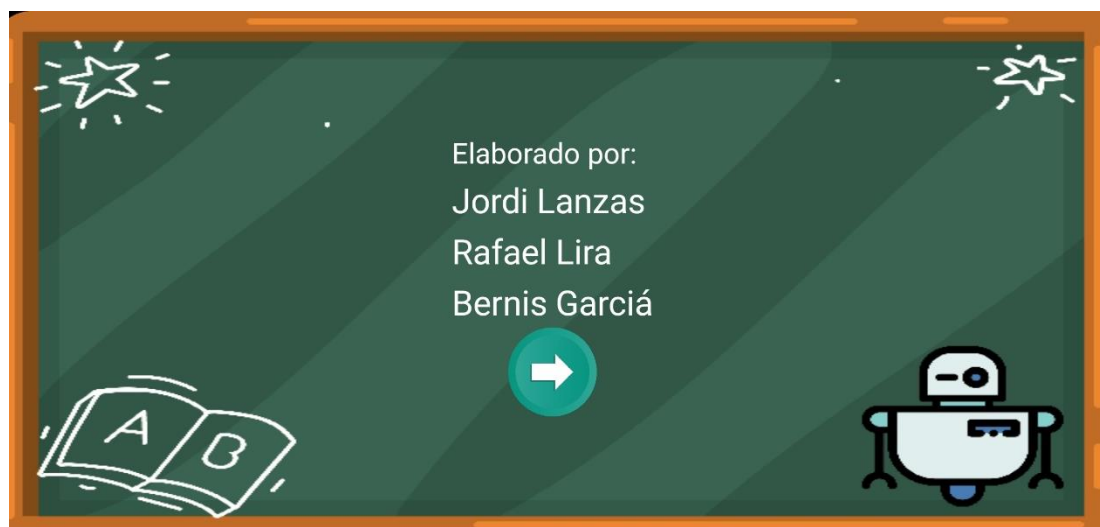 Elaborado por:
Jordi Lanzas
Rafael Lira
Bernis Garciá
A B